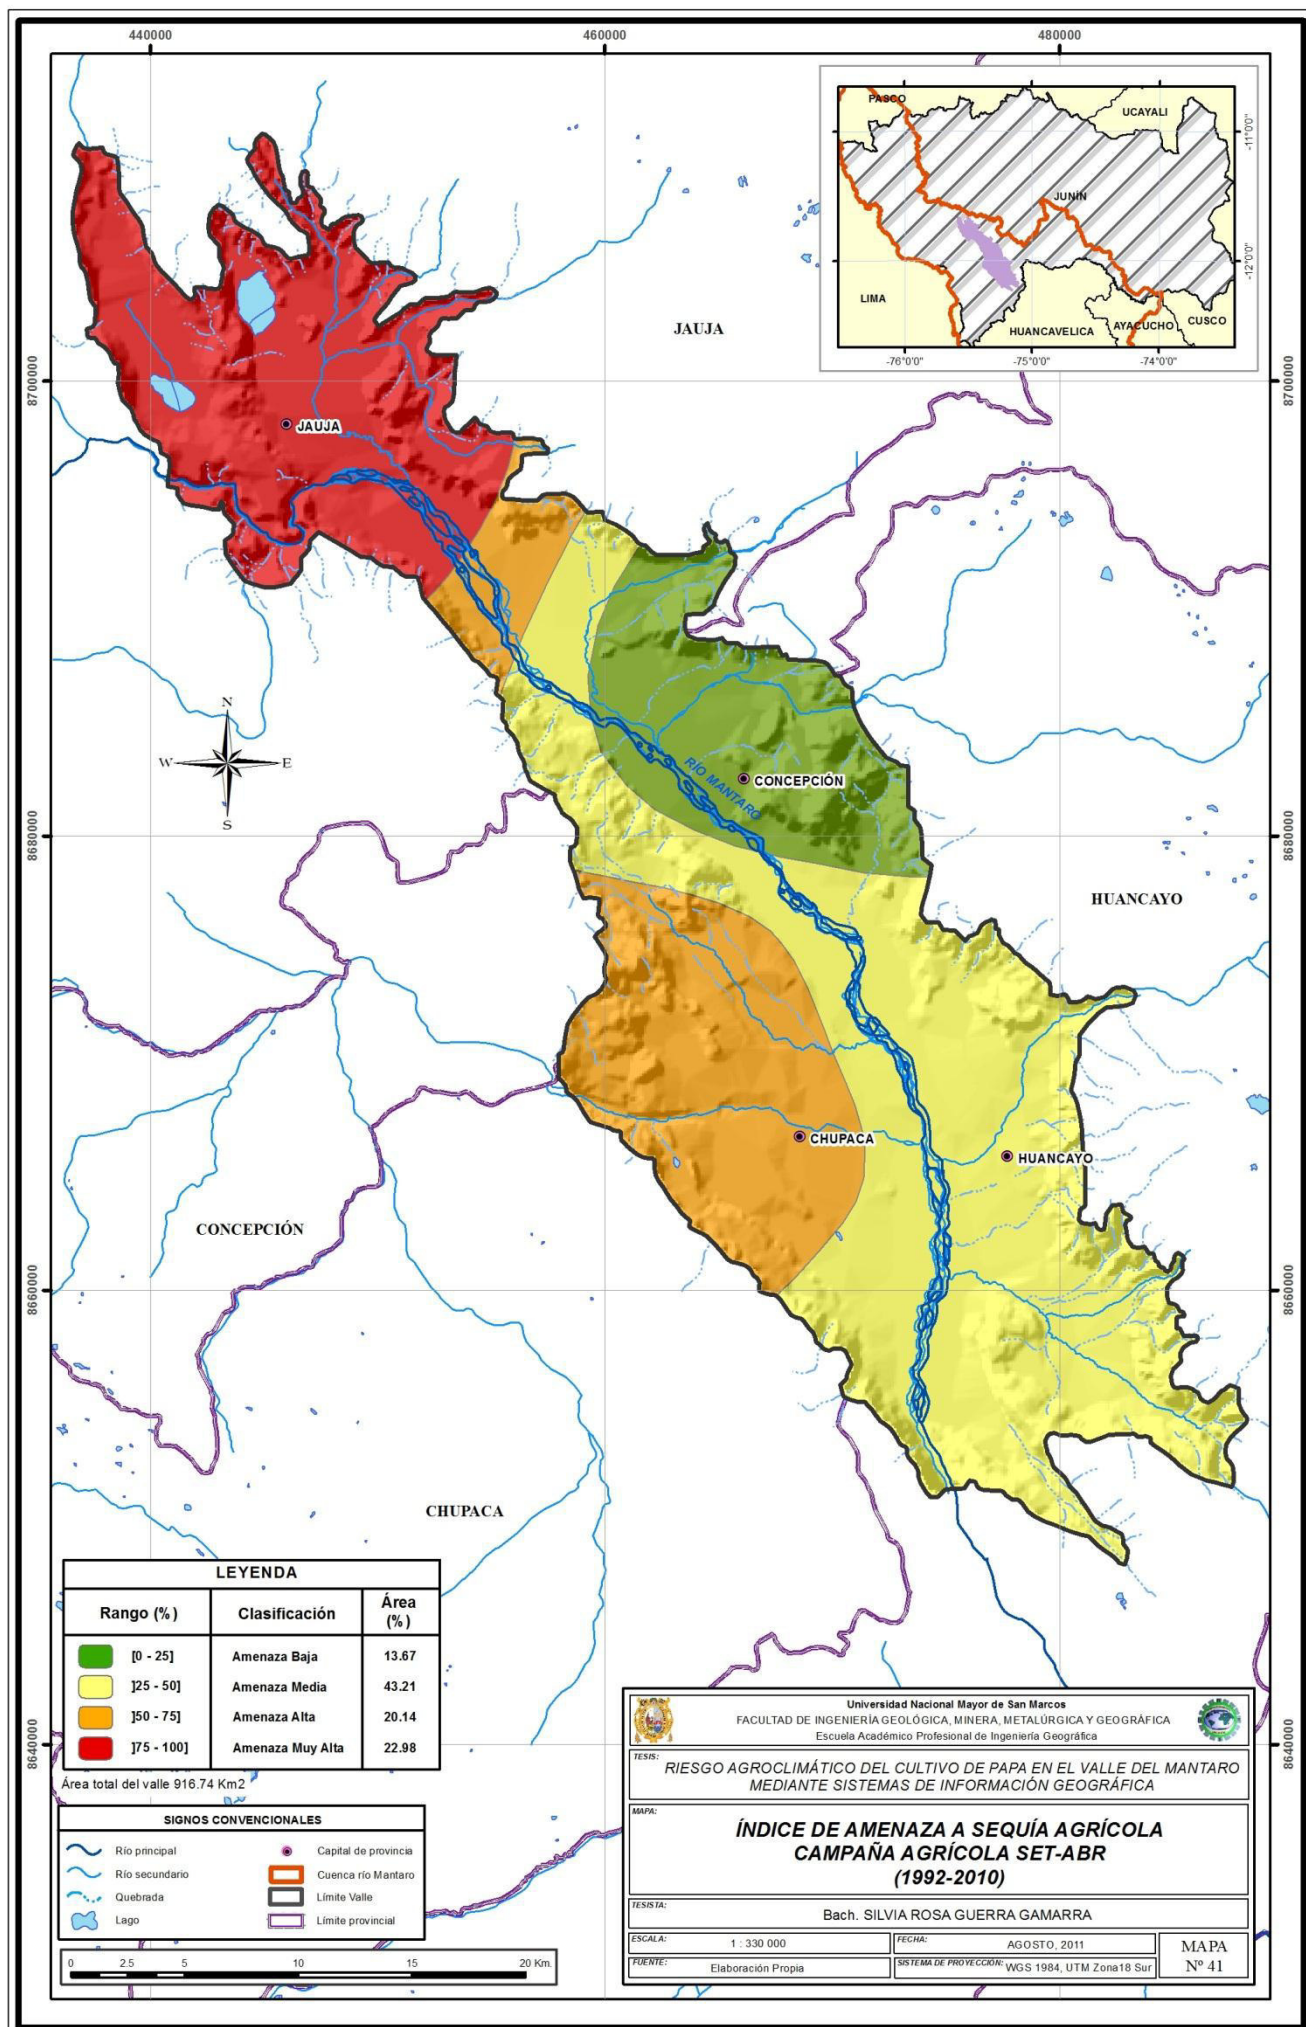 440000 460000 480000
PASCO
UCAYALI
JUNÍN
LIMA
HUANCAVELICA
AYACUCHO
CUSCO
-11°0'0"
-12°0'0"
-76°0'0" -75°0'0" -74°0'0"
8700000 8700000
JAUJA
JAUJA
N
W E
S
RÍO MANTARO
CONCEPCIÓN
8680000 8680000
HUANCAYO
CHUPACA
HUANCAYO
CONCEPCIÓN
8660000 8660000
CHUPACA
8640000 8640000
LEYENDA
Rango (%) Clasificación Área (%)
[0 - 25] Amenaza Baja 13.67
]25 - 50] Amenaza Media 43.21
]50 - 75] Amenaza Alta 20.14
]75 - 100] Amenaza Muy Alta 22.98
Área total del valle 916.74 Km2
SIGNOS CONVENCIONALES
Río principal
Río secundario
Quebrada
Lago
Capital de provincia
Cuenca río Mantaro
Límite Valle
Límite provincial
0 2.5 5 10 15 20 Km.
Universidad Nacional Mayor de San Marcos
FACULTAD DE INGENIERÍA GEOLÓGICA, MINERA, METALÚRGICA Y GEOGRÁFICA
Escuela Académico Profesional de Ingeniería Geográfica
TESIS:
RIESGO AGROCLIMÁTICO DEL CULTIVO DE PAPA EN EL VALLE DEL MANTARO
MEDIANTE SISTEMAS DE INFORMACIÓN GEOGRÁFICA
MAPA:
ÍNDICE DE AMENAZA A SEQUÍA AGRÍCOLA
CAMPAÑA AGRÍCOLA SET-ABR
(1992-2010)
TESISTA:
Bach. SILVIA ROSA GUERRA GAMARRA
ESCALA: 1 : 330 000
FECHA: AGOSTO, 2011
FUENTE: Elaboración Propia
SISTEMA DE PROYECCIÓN: WGS 1984, UTM Zona18 Sur
MAPA
Nº 41